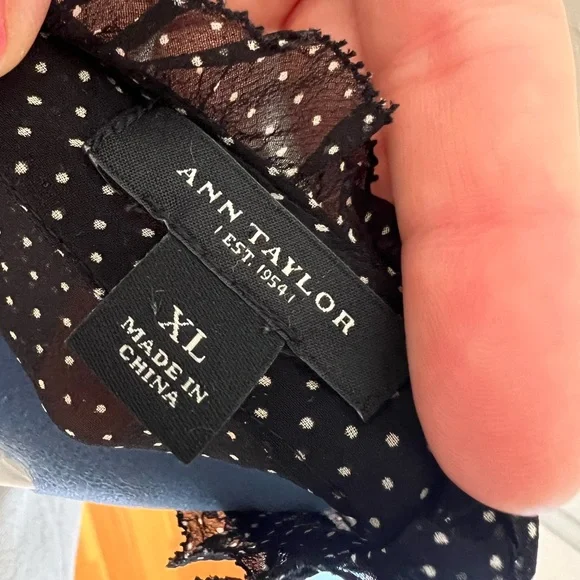 ANN TAYLOR
| EST. 1954 |
XL
MADE IN
CHINA